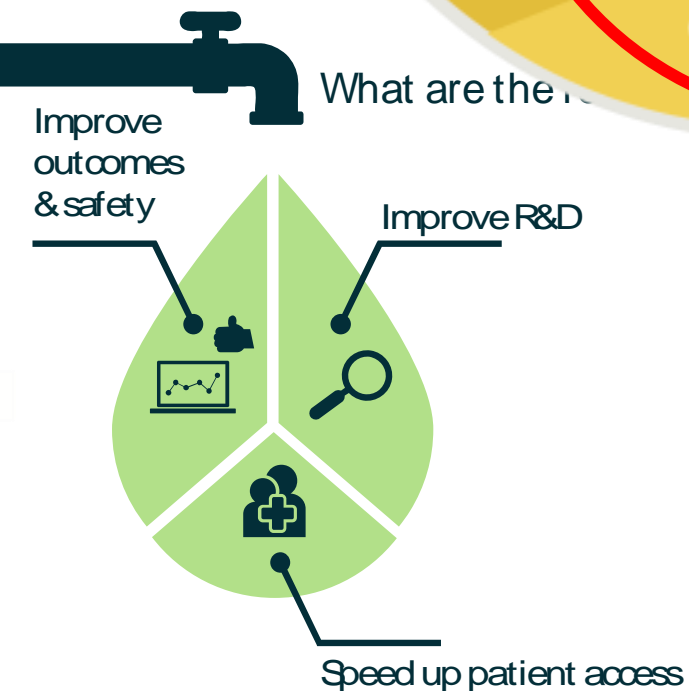 What are the
Improve
outcomes
& safety
Improve R&D
Speed up patient access